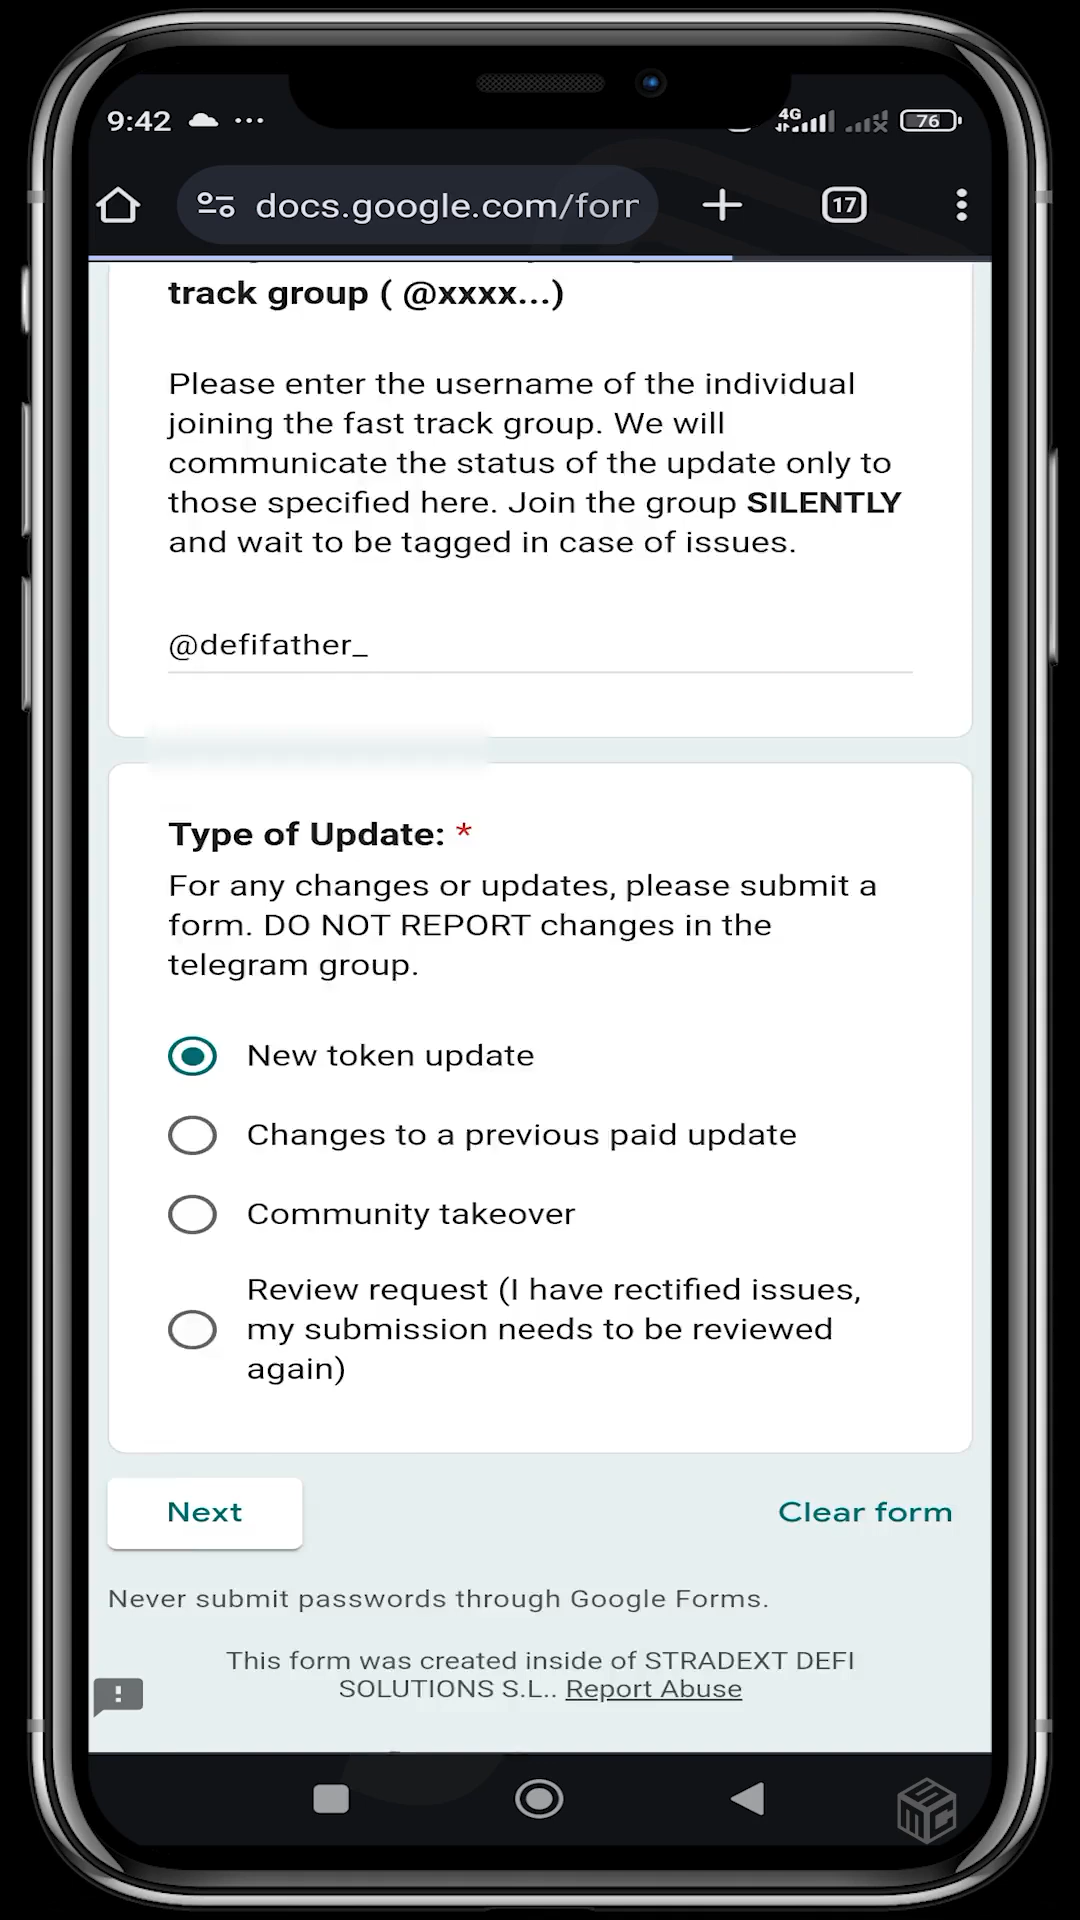 9:42
4G
76
docs.google.com/forr
17
track group ( @xxxx...)
Please enter the username of the individual
joining the fast track group. We will
communicate the status of the update only to
those specified here. Join the group SILENTLY
and wait to be tagged in case of issues.
@defifather_
Type of Update: *
For any changes or updates, please submit a
form. DO NOT REPORT changes in the
telegram group.
New token update
Changes to a previous paid update
Community takeover
Review request (I have rectified issues,
my submission needs to be reviewed
again)
Next
Clear form
Never submit passwords through Google Forms.
This form was created inside of STRADEXT DEFI
SOLUTIONS S.L.. Report Abuse